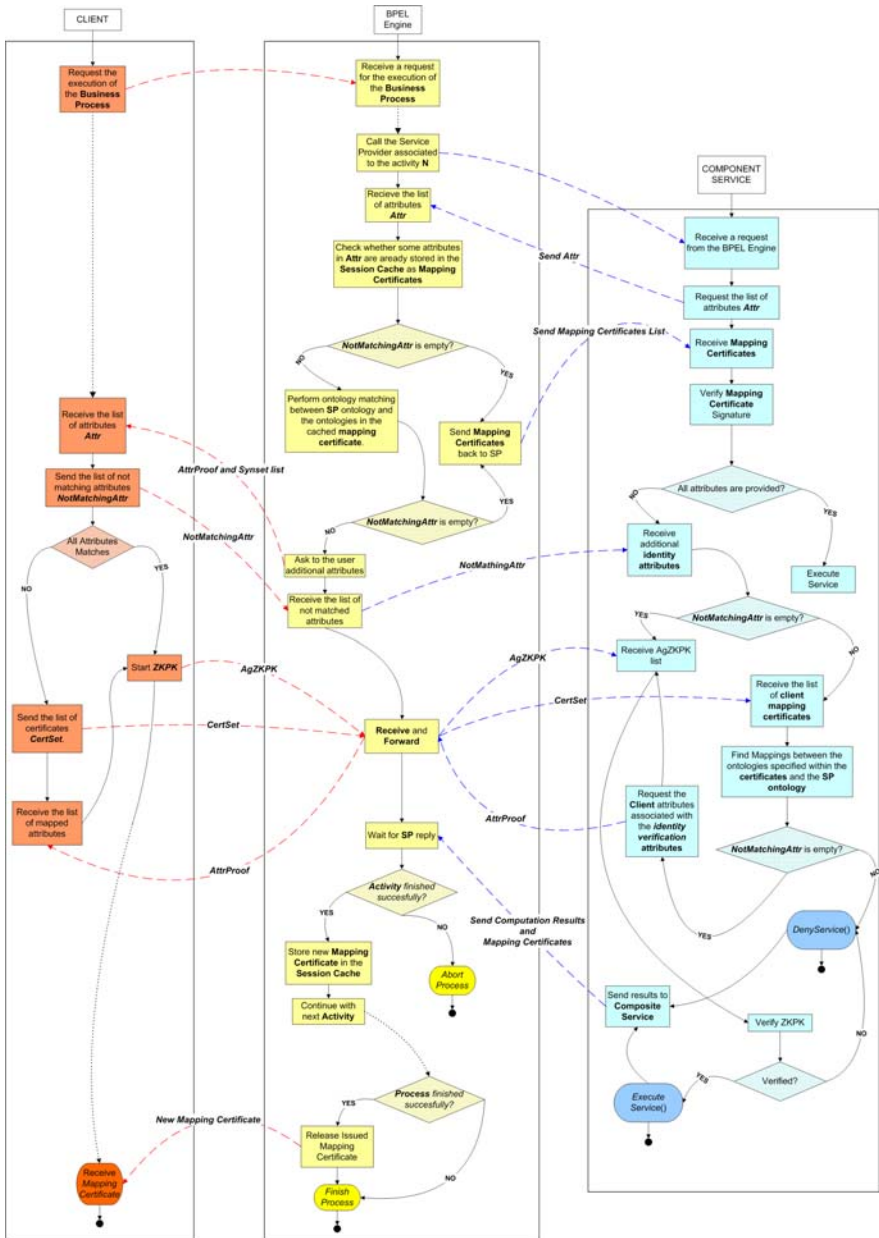 CLIENT
Request the
execution of
the Business
Process
Receive the list
of attributes
Attr
Send the list of not
matching attributes
NotMatchingAttr
All Attributes
Matches
NO
YES
Start ZKPK
Send the list of
certificates
CertSet.
Receive the list
of mapped
attributes
Receive
Mapping
Certificate
AttrProof and Synset list
NotMatchingAttr
AgZKPK
CertSet
AttrProof
New Mapping Certificate
BPEL
Engine
Receive a request
for the execution of
the Business
Process
Call the Service
Provider associated
to the activity N
Recieve the list
of attributes
Attr
Check whether some attributes
in Attr are aready stored in the
Session Cache as Mapping
Certificates
NotMatchingAttr is empty?
NO
YES
Perform ontology matching
between SP ontology and
the ontologies in the
cached mapping
certificate.
Send Mapping
Certificates
back to SP
YES
NotMatchingAttr is empty?
NO
Ask to the user
additional attributes
Receive the list of
not matched
attributes
Receive and
Forward
Wait for SP reply
Activity finished
succesfully?
YES
NO
Store new Mapping
Certificate in the
Session Cache
Abort
Process
Continue with
next Activity
Process finished
succesfully?
YES
Release Issued
Mapping
Certificate
NO
Finish
Process
Send Attr
Send Mapping Certificates List
NotMathingAttr
AgZKPK
CertSet
AttrProof
Send Computation Results
and
Mapping Certificates
COMPONENT
SERVICE
Receive a request
from the BPEL Engine
Request the list of
attributes Attr
Receive Mapping
Certificates
Verify Mapping
Certificate
Signature
All attributes are provided?
NO
YES
Receive
additional
identity
attributes
Execute
Service
NotMatchingAttr is empty?
YES
NO
Receive AgZKPK
list
Receive the list
of client
mapping
certificates
Find Mappings between the
ontologies specified within the
certificates and the SP
ontology
Request the
Client attributes
associated with
the identity
verification
attributes
NotMatchingAttr is empty?
NO
YES
DenyService()
Send results to
Composite
Service
Verify ZKPK
NO
Verified?
YES
Execute
Service()